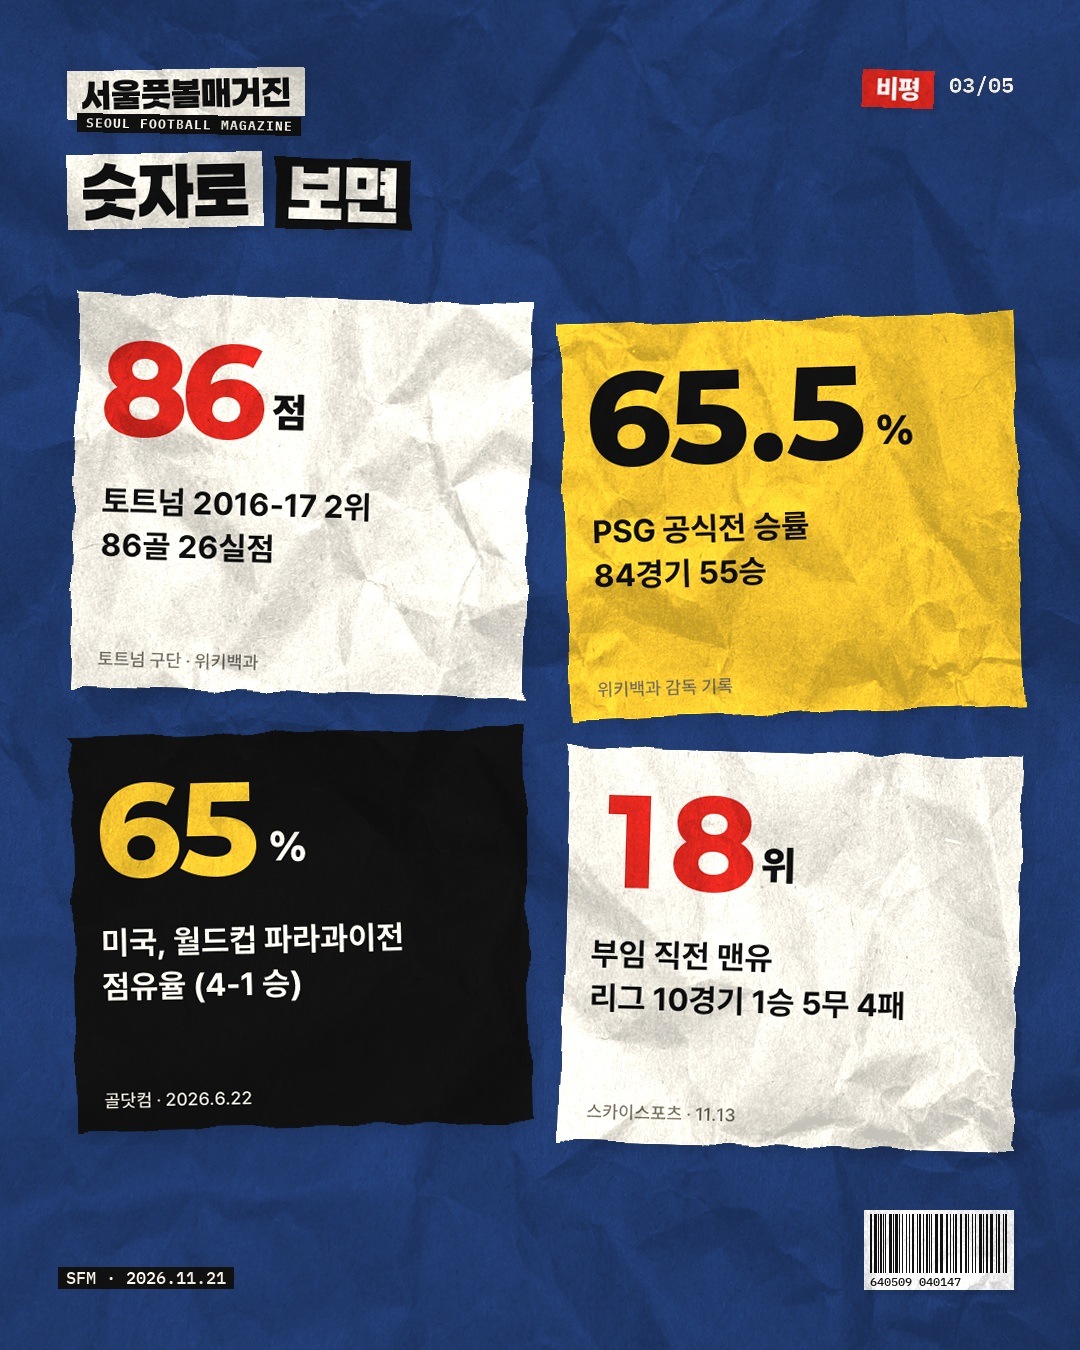 서울풋볼매거진
SEOUL FOOTBALL MAGAZINE
비평 03/05
숫자로 보면
86점
토트넘 2016-17 2위
86골 26실점
토트넘 구단 · 위키백과
65.5%
PSG 공식전 승률
84경기 55승
위키백과 감독 기록
65%
미국, 월드컵 파라과이전
점유율 (4-1 승)
골닷컴 · 2026.6.22
18위
부임 직전 맨유
리그 10경기 1승 5무 4패
스카이스포츠 · 11.13
SFM · 2026.11.21
640509 040147